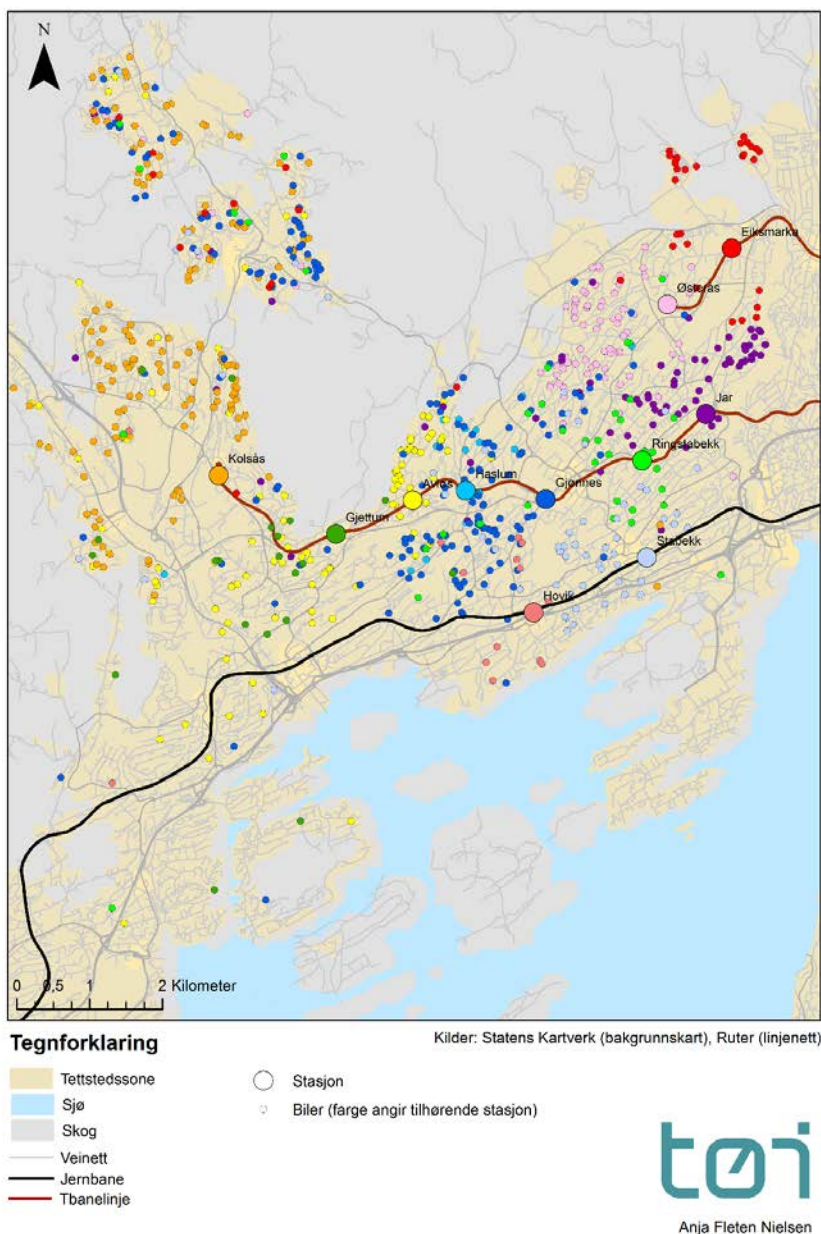 N
Eiksmarka
Østerås
Jar
Ringstabekk
Kolsås
Avløs
Haslum
Gjønnes
Gjettum
Stabekk
Høvik
0 0,5 1 2 Kilometer
Tegnforklaring
Kilder: Statens Kartverk (bakgrunnskart), Ruter (linjenett)
Tettstedssone
Sjø
Skog
Veinett
Jernbane
Tbanelinje
Stasjon
Biler (farge angir tilhørende stasjon)
tøi
Anja Fleten Nielsen